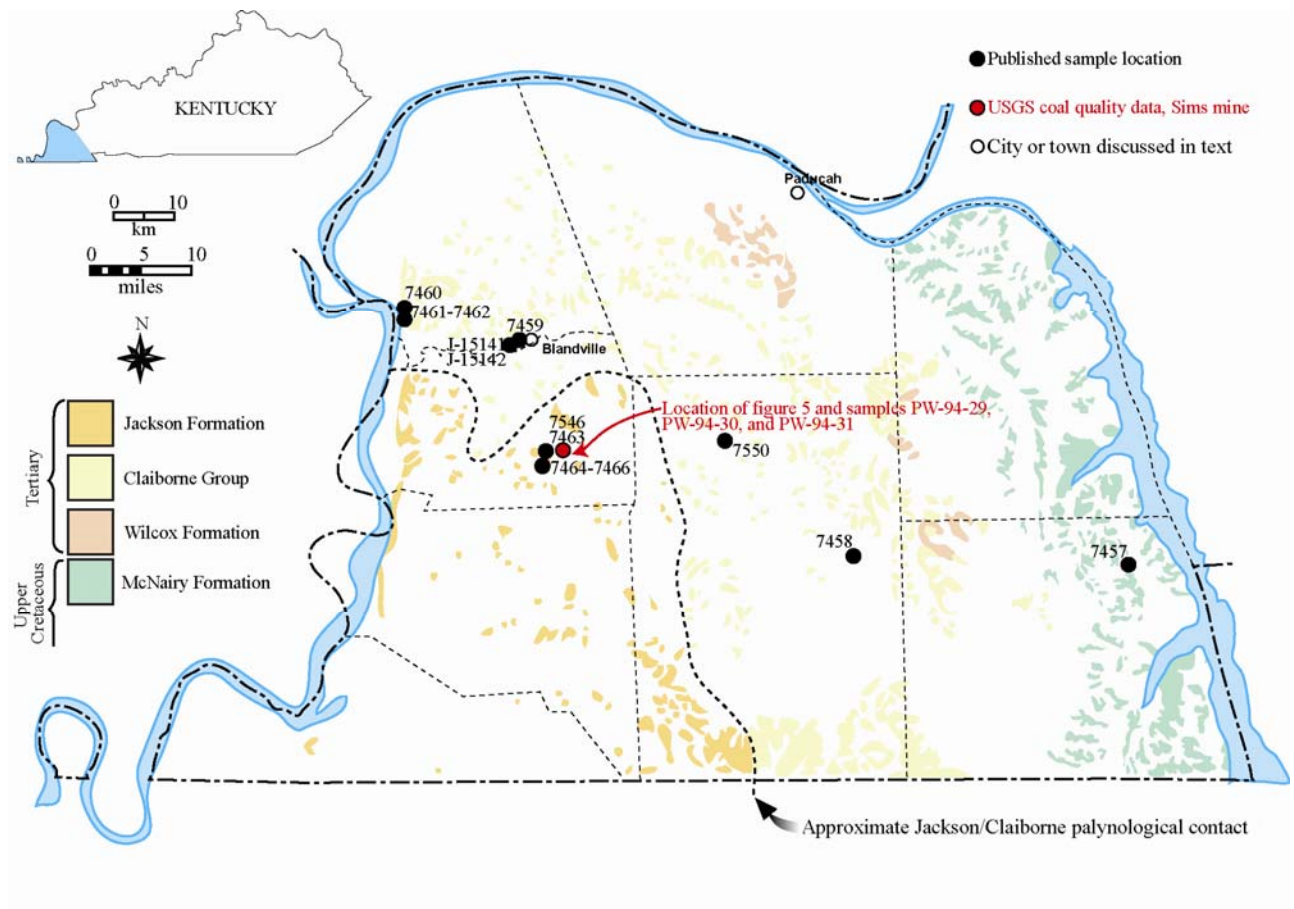 KENTUCKY
Published sample location
USGS coal quality data, Sims mine
City or town discussed in text
0 10
km
0 5 10
miles
N
Paducah
7460
7461-7462
7459
J-15142
Blandville
Location of figure 5 and samples PW-94-29,
PW-94-30, and PW-94-31
7546
7463
7464-7466
7550
7458
7457
Tertiary
Jackson Formation
Claiborne Group
Wilcox Formation
Upper
Cretaceous
McNairy Formation
Approximate Jackson/Claiborne palynological contact